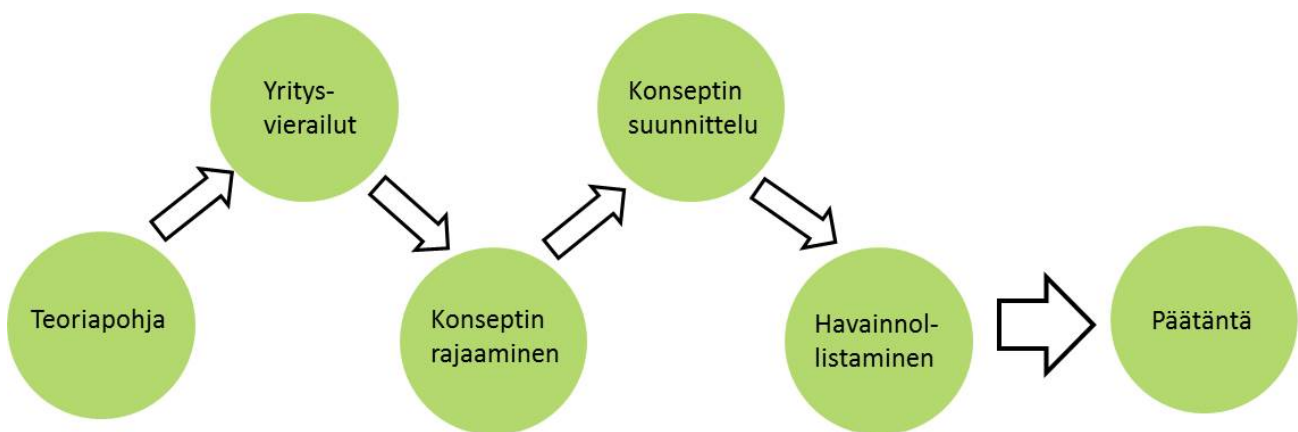 Teoriapohja
Yritys-
vierailut
Konseptin
rajaaminen
Konseptin
suunnittelu
Havainnol-
listaminen
Päätäntä